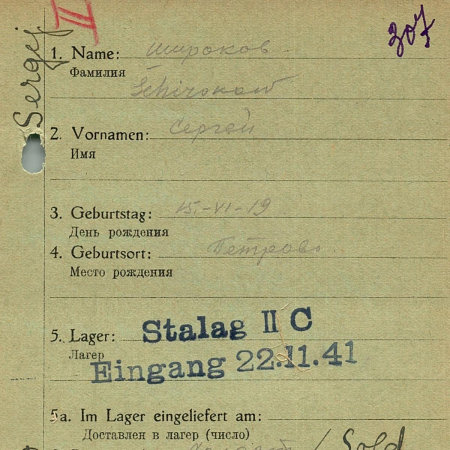 II
307
Sergej
1. Name: Широков
Фамилия
Schirokow
2. Vornamen: Сергей
Имя
3. Geburtstag: 15.-VI-19
День рождения
4. Geburtsort: Петрово
Место рождения
5. Lager: Stalag II C
Лагер
Eingang 22.11.41
5a. Im Lager eingeliefert am:
Доставлен в лагер (число)
/ Sold